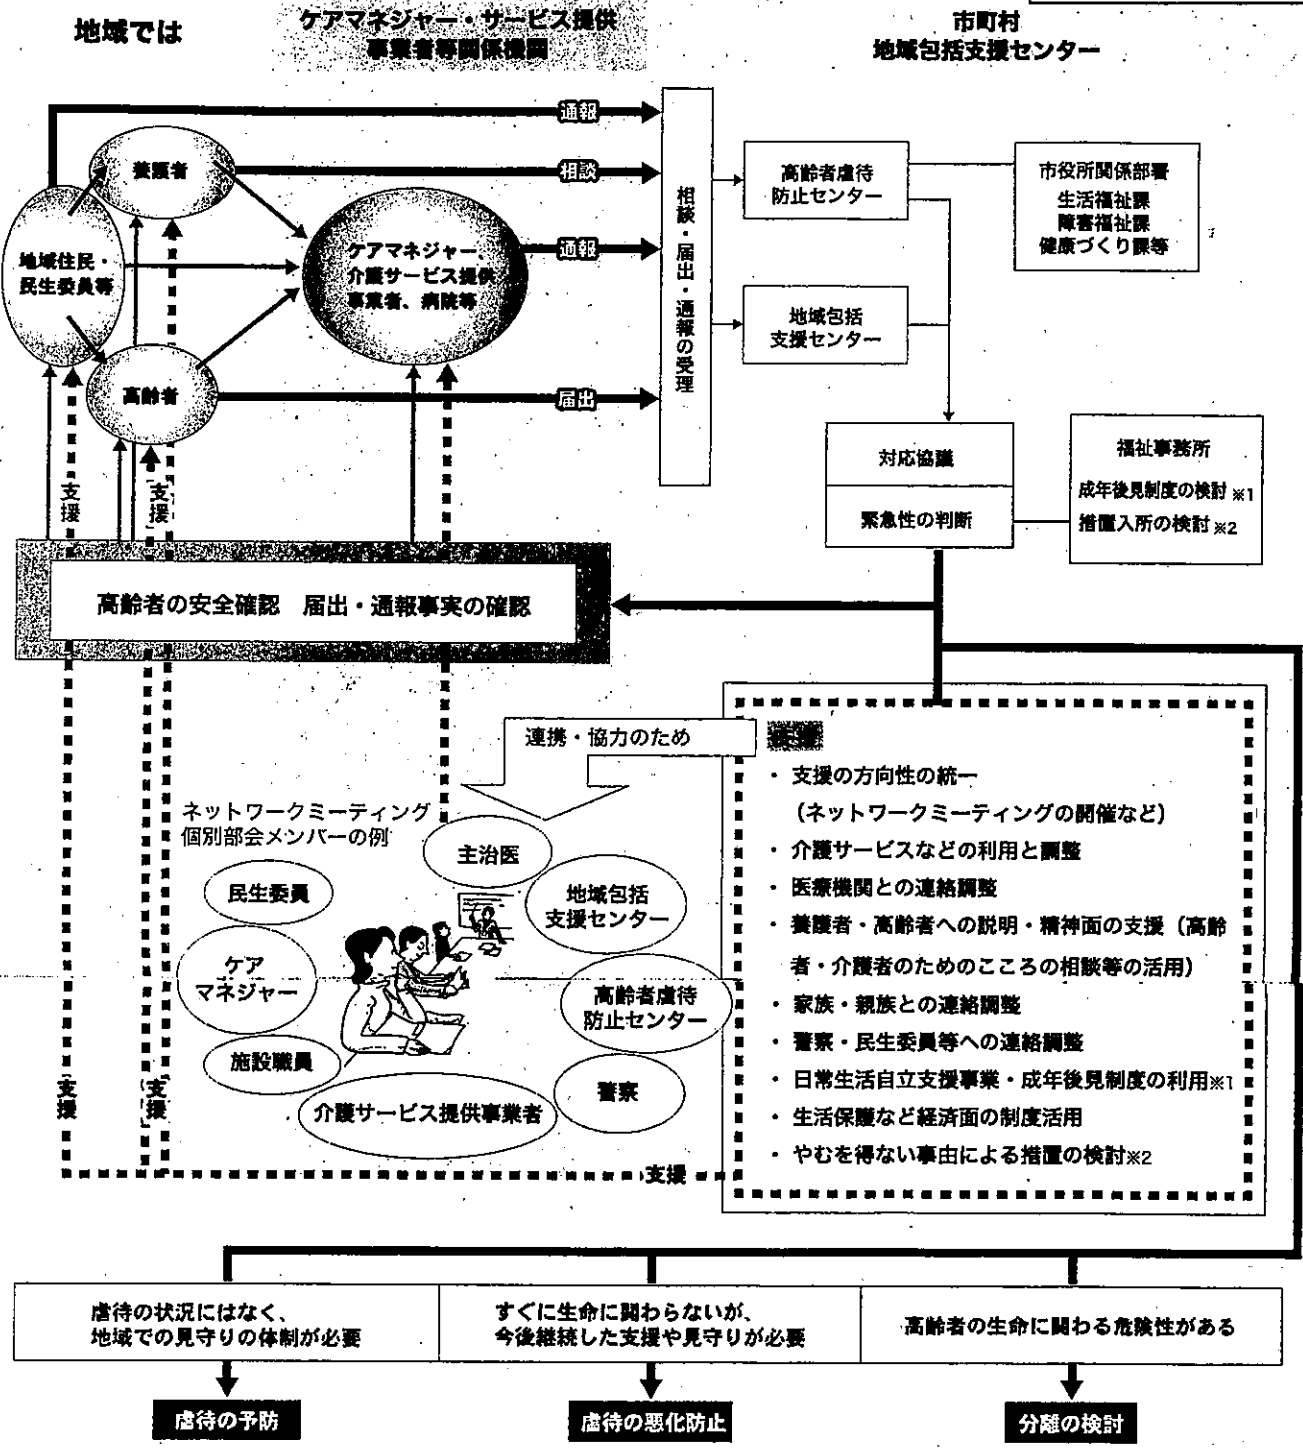 地域では
ケアマネジャー・サービス提供
事業者等関係機関
市町村
地域包括支援センター
通報
養護者
相談
地域住民・
民生委員等
ケアマネジャー、
介護サービス提供
事業者、病院等
通報
高齢者
届出
相談・届出・通報の受理
高齢者虐待
防止センター
市役所関係部署
生活福祉課
障害福祉課
健康づくり課等
地域包括
支援センター
対応協議
緊急性の判断
福祉事務所
成年後見制度の検討※1
措置入所の検討※2
支援
支援
高齢者の安全確認 届出・通報事実の確認
連携・協力のため
支援
・支援の方向性の統一
（ネットワークミーティングの開催など）
・介護サービスなどの利用と調整
・医療機関との連絡調整
・養護者・高齢者への説明・精神面の支援（高齢
者・介護者のためのこころの相談等の活用）
・家族・親族との連絡調整
・警察・民生委員等への連絡調整
・日常生活自立支援事業・成年後見制度の利用※1
・生活保護など経済面の制度活用
・やむを得ない事由による措置の検討※2
ネットワークミーティング
個別部会メンバーの例
主治医
民生委員
地域包括
支援センター
ケア
マネジャー
高齢者虐待
防止センター
施設職員
警察
介護サービス提供事業者
支援
支援
支援
虐待の状況にはなく、
地域での見守りの体制が必要
すぐに生命に関わらないが、
今後継続した支援や見守りが必要
高齢者の生命に関わる危険性がある
虐待の予防
虐待の悪化防止
分離の検討